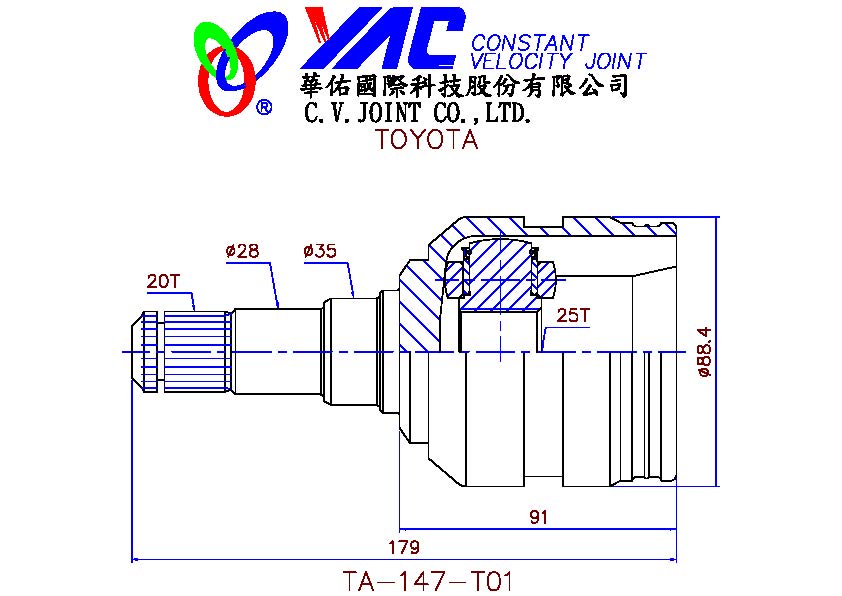 YAC CONSTANT
VELOCITY JOINT
®
華佑國際科技股份有限公司
C.V.JOINT CO.,LTD.
TOYOTA
20T
ø28
ø35
25T
ø88.4
91
179
TA-147-T01